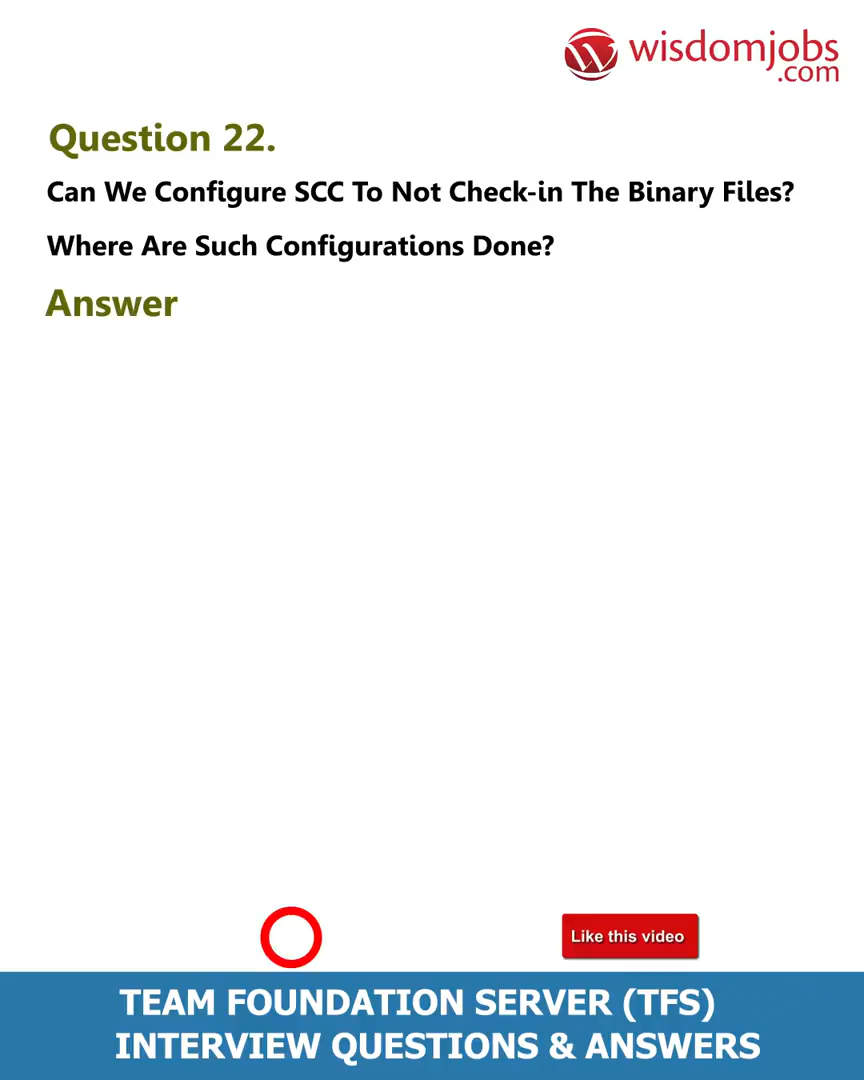 wisdomjobs
.com
Question 22.
Can We Configure SCC To Not Check-in The Binary Files?
Where Are Such Configurations Done?
Answer
Like this video
TEAM FOUNDATION SERVER (TFS)
INTERVIEW QUESTIONS & ANSWERS